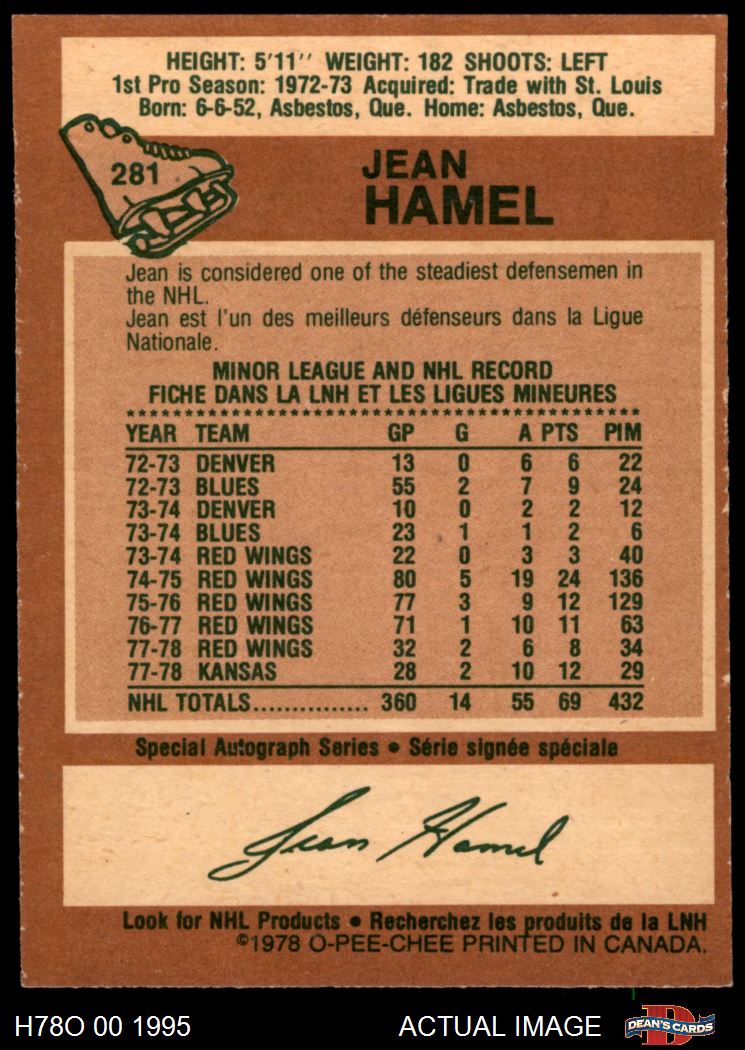 HEIGHT: 5'11'' WEIGHT: 182 SHOOTS: LEFT
1st Pro Season: 1972-73 Acquired: Trade with St. Louis
Born: 6-6-52, Asbestos, Que. Home: Asbestos, Que.
281
JEAN
HAMEL
Jean is considered one of the steadiest defensemen in
the NHL.
Jean est l'un des meilleurs défenseurs dans la Ligue
Nationale.
MINOR LEAGUE AND NHL RECORD
FICHE DANS LA LNH ET LES LIGUES MINEURES
YEAR TEAM GP G A PTS PIM
72-73 DENVER 13 0 6 6 22
72-73 BLUES 55 2 7 9 24
73-74 DENVER 10 0 2 2 12
73-74 BLUES 23 1 1 2 6
73-74 RED WINGS 22 0 3 3 40
74-75 RED WINGS 80 5 19 24 136
75-76 RED WINGS 77 3 9 12 129
76-77 RED WINGS 71 1 10 11 63
77-78 RED WINGS 32 2 6 8 34
77-78 KANSAS 28 2 10 12 29
NHL TOTALS............... 360 14 55 69 432
Special Autograph Series • Série signée spéciale
Jean Hamel
Look for NHL Products • Recherchez les produits de la LNH
©1978 O-PEE-CHEE PRINTED IN CANADA.
H78O 00 1995 ACTUAL IMAGE D DEAN'S CARDS